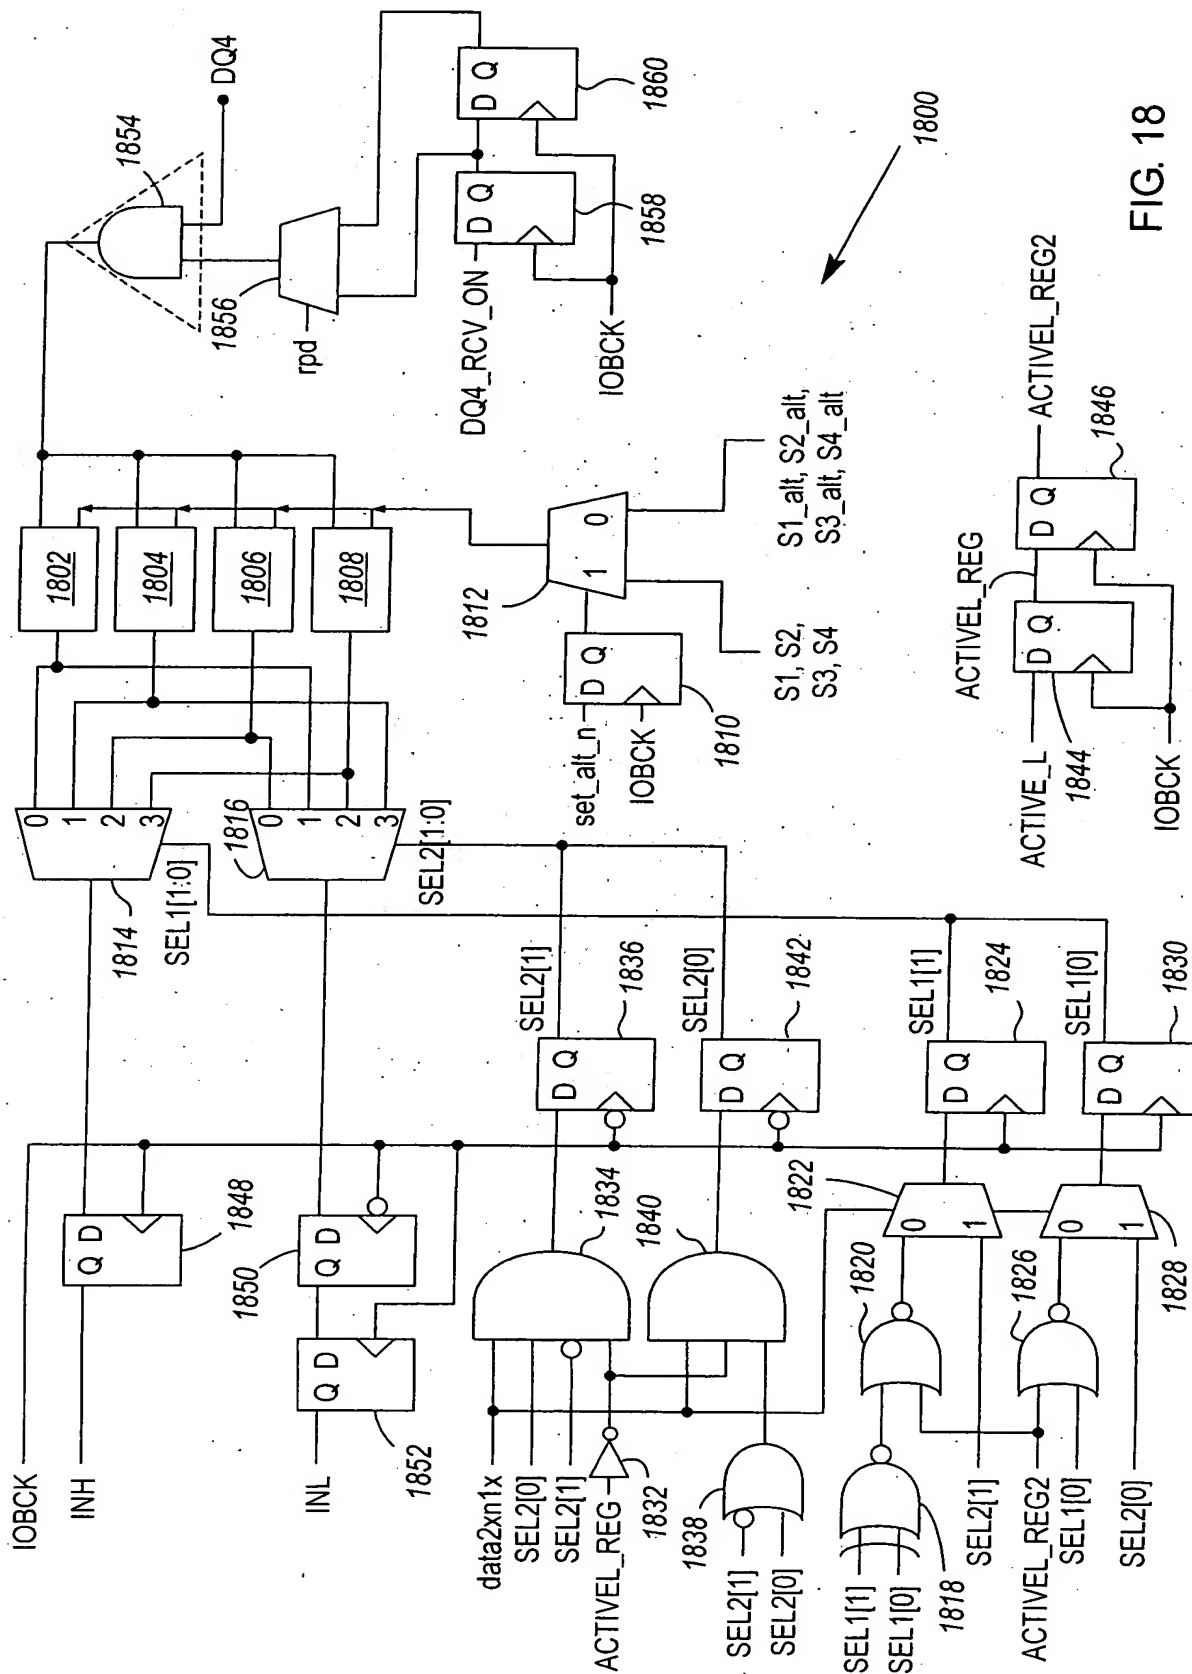 DQ4
1854
1856
rpd
DQ4_RCV_ON
D Q
1858
D Q
1860
IOBCK
1802
1804
1806
1808
1812
1
0
S1, S2,
S3, S4
S1_alt, S2_alt,
S3_alt, S4_alt
set_alt_n
IOBCK
D Q
1810
1800
0
1
2
3
1814
SEL1[1:0]
0
1
2
3
1816
SEL2[1:0]
ACTIVE_L
D Q
1844
ACTIVEL_REG
D Q
1846
ACTIVEL_REG2
IOBCK
FIG. 18
IOBCK
INH
Q D
1848
INL
Q D
1850
Q D
1852
data2xn1x
SEL2[0]
SEL2[1]
ACTIVEL_REG
1832
1834
D Q
SEL2[1]
1836
SEL2[1]
SEL2[0]
1838
1840
D Q
SEL2[0]
1842
SEL1[1]
SEL1[0]
1818
1820
SEL2[1]
0
1
1822
D Q
SEL1[1]
1824
ACTIVEL_REG2
SEL1[0]
1826
SEL2[0]
0
1
1828
D Q
SEL1[0]
1830